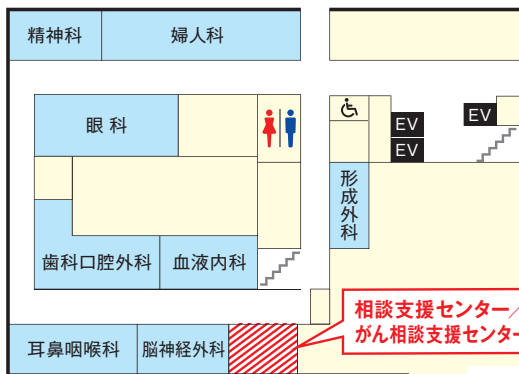 精神科
婦人科
眼科
EV
EV
EV
形成外科
歯科口腔外科
血液内科
相談支援センター/
がん相談支援センター
耳鼻咽喉科
脳神経外科